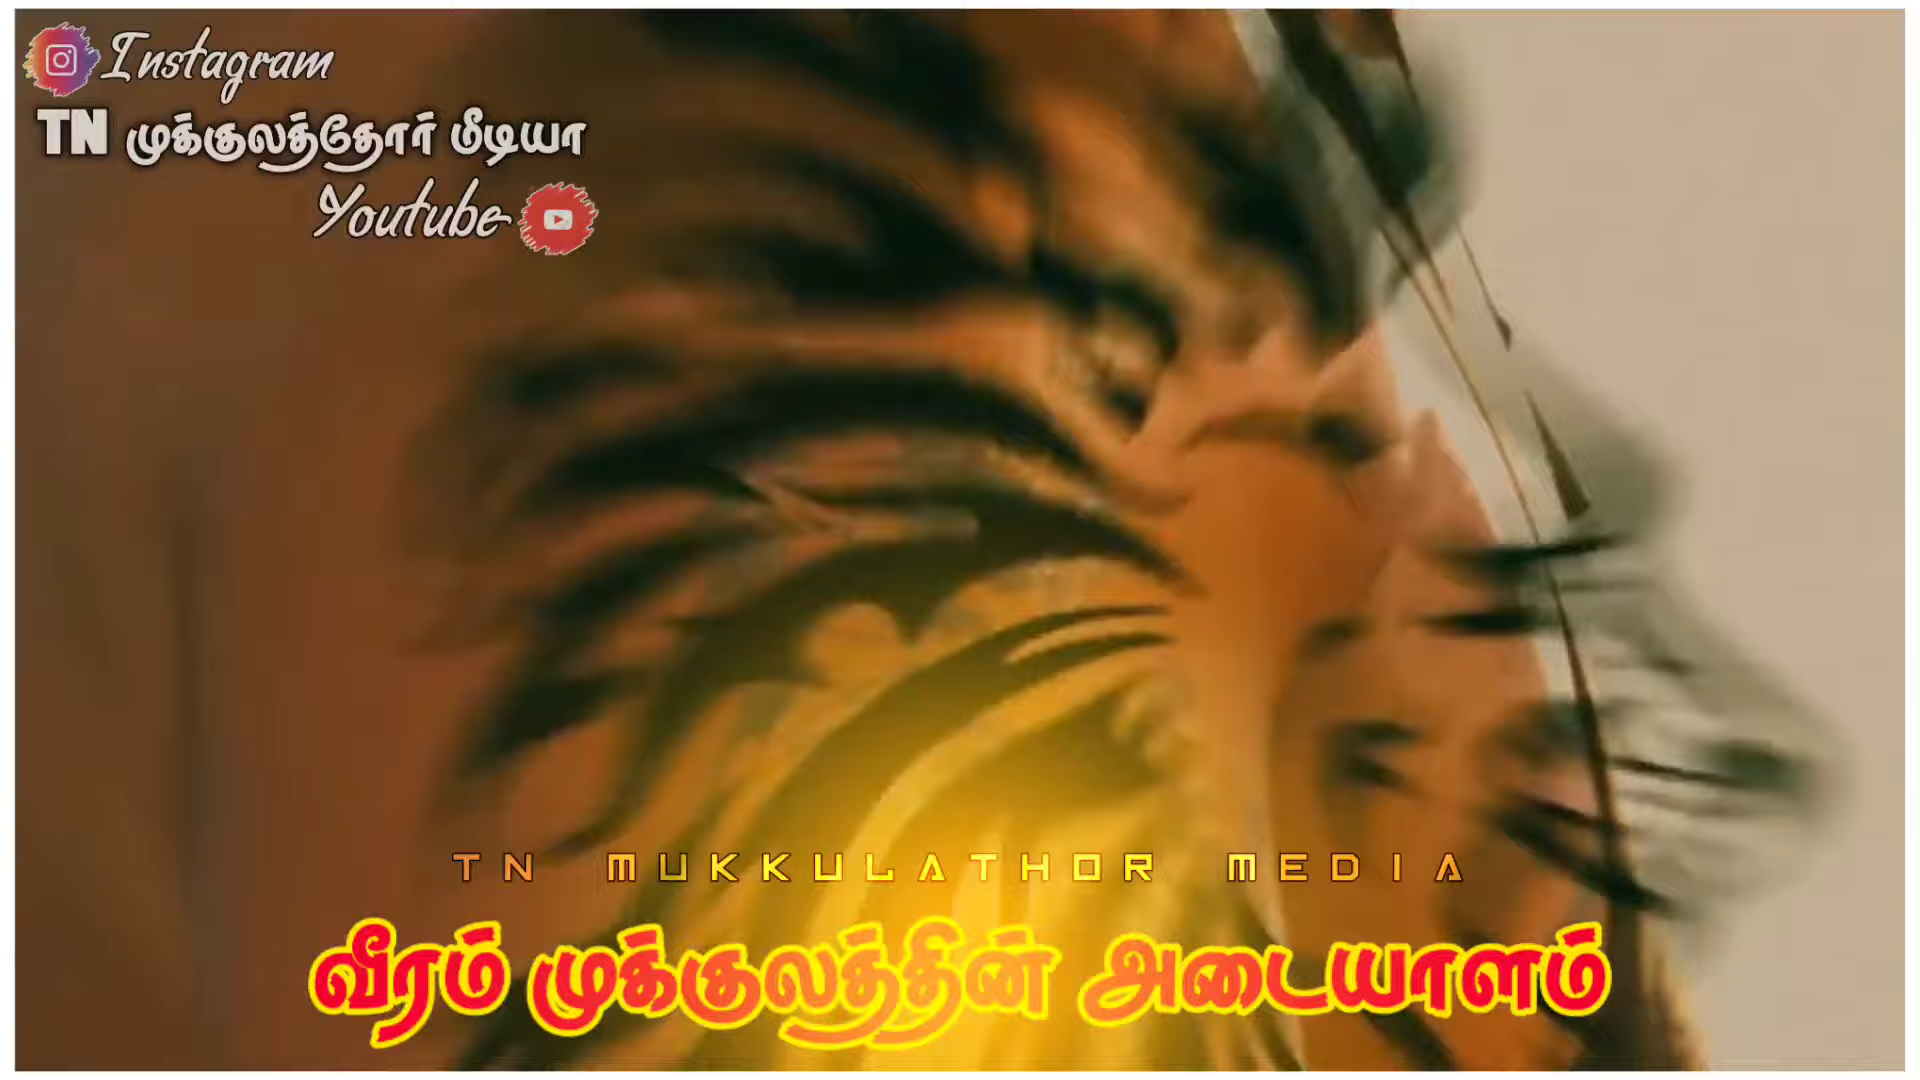 Instagram
TN முக்குலத்தோர் மீடியா
Youtube
TN MUKKULATHOR MEDIA
வீரம் முக்குலத்தின் அடையாளம்